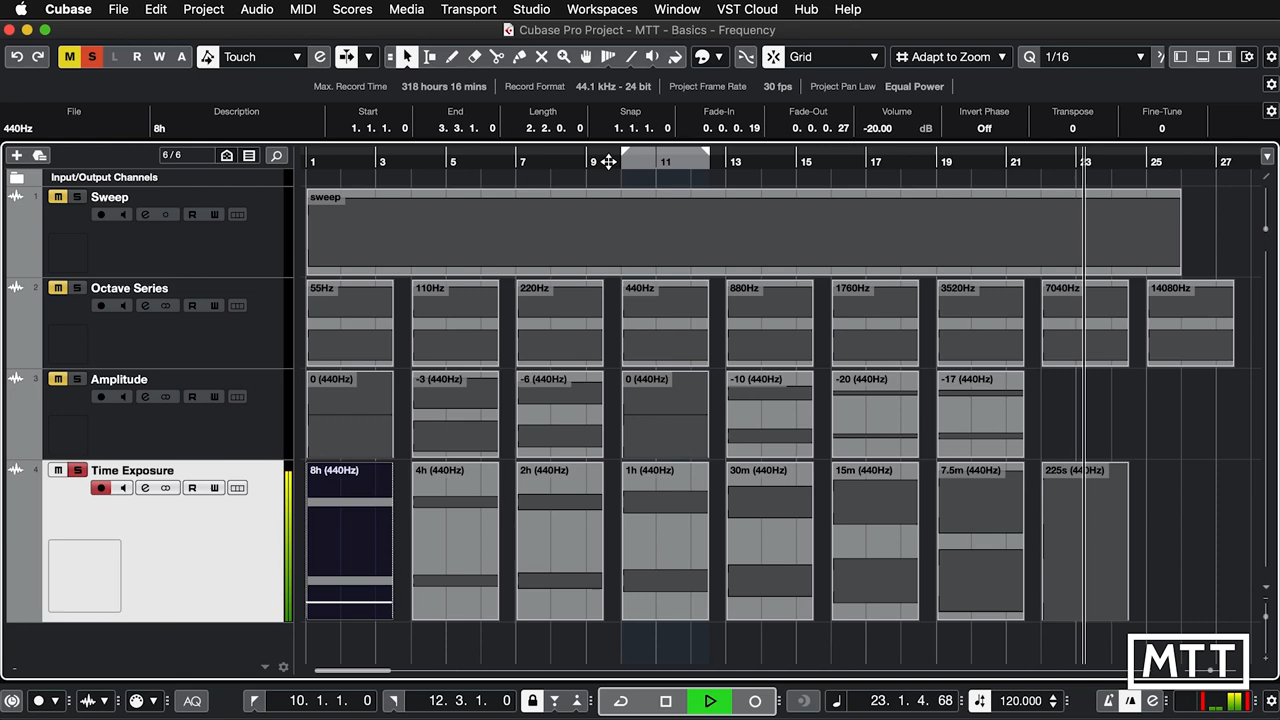 Cubase File Edit Project Audio MIDI Scores Media Transport Studio Workspaces Window VST Cloud Hub Help
Cubase Pro Project - MTT - Basics - Frequency
M S L R W A Touch Grid Adapt to Zoom Q 1/16
Max. Record Time 318 hours 16 mins Record Format 44.1 kHz - 24 bit Project Frame Rate 30 fps Project Pan Law Equal Power
File Description Start End Length Snap Fade-In Fade-Out Volume Invert Phase Transpose Fine-Tune
440Hz 8h 1. 1. 1. 0 3. 3. 1. 0 2. 2. 0. 0 1. 1. 1. 0 0. 0. 0. 19 0. 0. 0. 27 -20.00 dB Off 0 0
6/6 1 3 5 7 9 11 13 15 17 19 21 23 25 27
Input/Output Channels
1 M S Sweep sweep
R W
2 M S Octave Series 55Hz 110Hz 220Hz 440Hz 880Hz 1760Hz 3520Hz 7040Hz 14080Hz
R W
3 M S Amplitude 0 (440Hz) -3 (440Hz) -6 (440Hz) 0 (440Hz) -10 (440Hz) -20 (440Hz) -17 (440Hz)
R W
4 M S Time Exposure 8h (440Hz) 4h (440Hz) 2h (440Hz) 1h (440Hz) 30m (440Hz) 15m (440Hz) 7.5m (440Hz) 225s (440Hz)
R W
MTT
AQ 10. 1. 1. 0 12. 3. 1. 0 23. 1. 4. 68 120.000